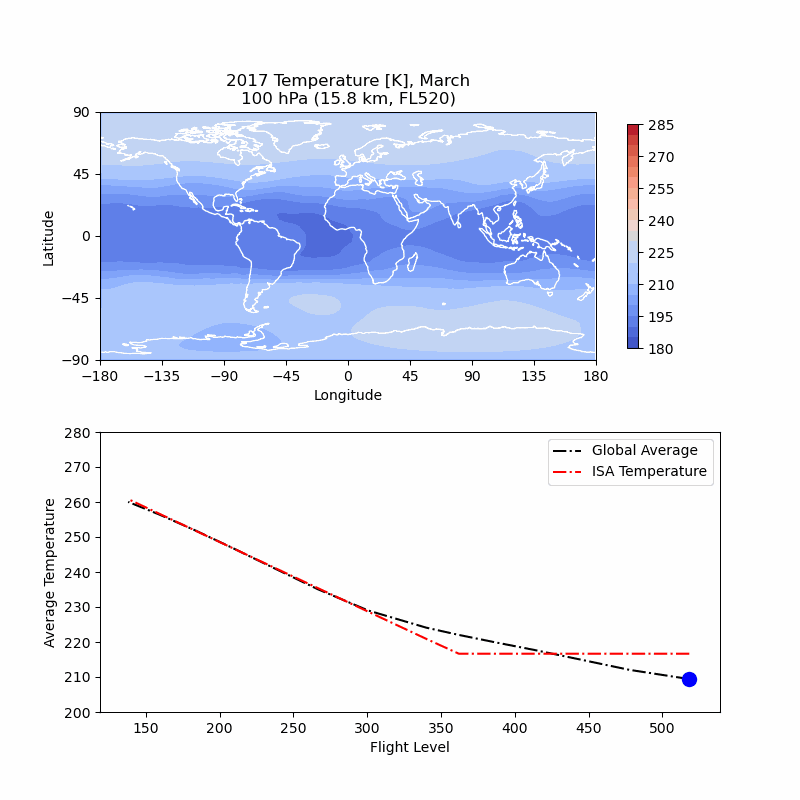 2017 Temperature [K], March
100 hPa (15.8 km, FL520)
90
45
0
−45
−90
Latitude
−180 −135 −90 −45 0 45 90 135 180
Longitude
285
270
255
240
225
210
195
180
280
270
260
250
240
230
220
210
200
Average Temperature
Global Average
ISA Temperature
150 200 250 300 350 400 450 500
Flight Level